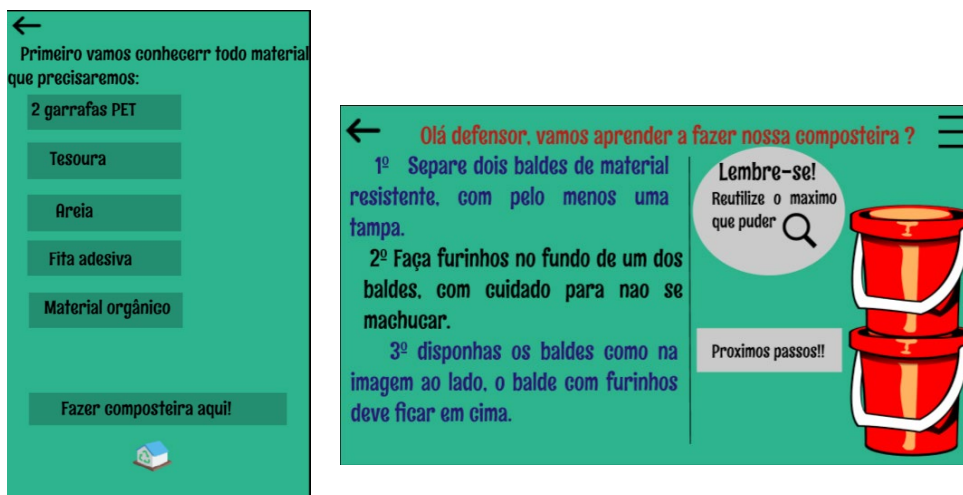 Primeiro vamos conhecerr todo material
que precisaremos:
2 garrafas PET
Tesoura
Areia
Fita adesiva
Material orgânico
Fazer composteira aqui!
Olá defensor, vamos aprender a fazer nossa composteira ?
1º Separe dois baldes de material
resistente, com pelo menos uma
tampa.
2º Faça furinhos no fundo de um dos
baldes, com cuidado para nao se
machucar.
3º disponhas os baldes como na
imagem ao lado, o balde com furinhos
deve ficar em cima.
Lembre-se!
Reutilize o maximo
que puder
Proximos passos!!